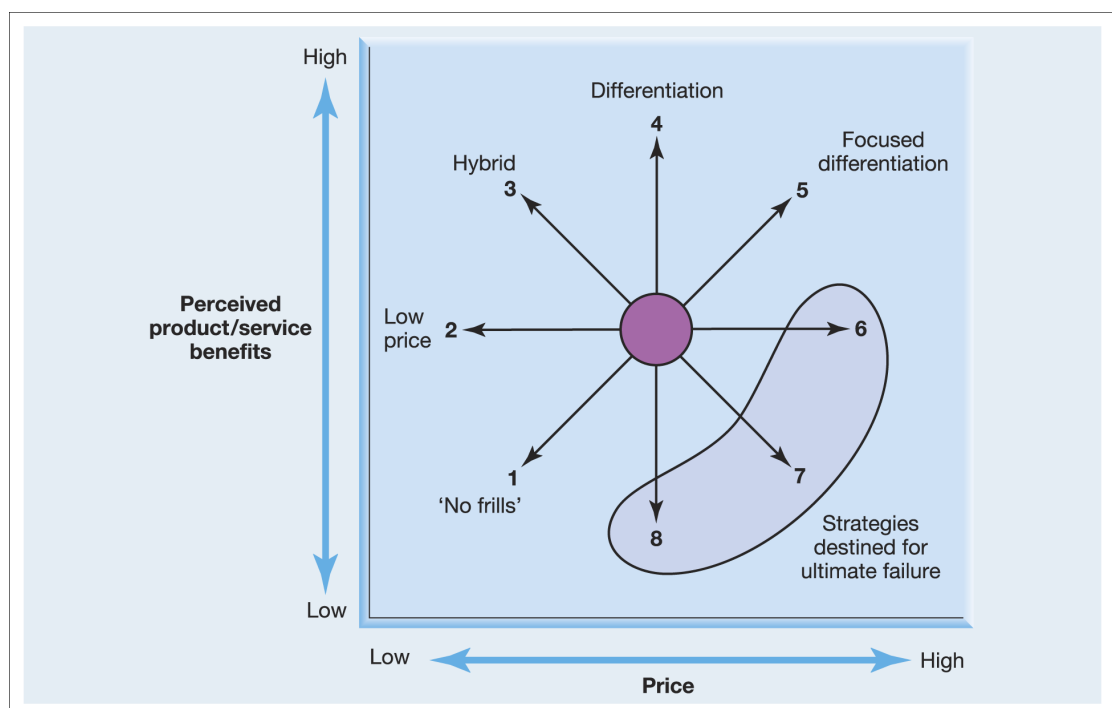 High
Differentiation
4
Focused
differentiation
5
Hybrid
3
Perceived
product/service
benefits
Low
price
2
6
1
'No frills'
7
8
Strategies
destined for
ultimate failure
Low
Low
High
Price